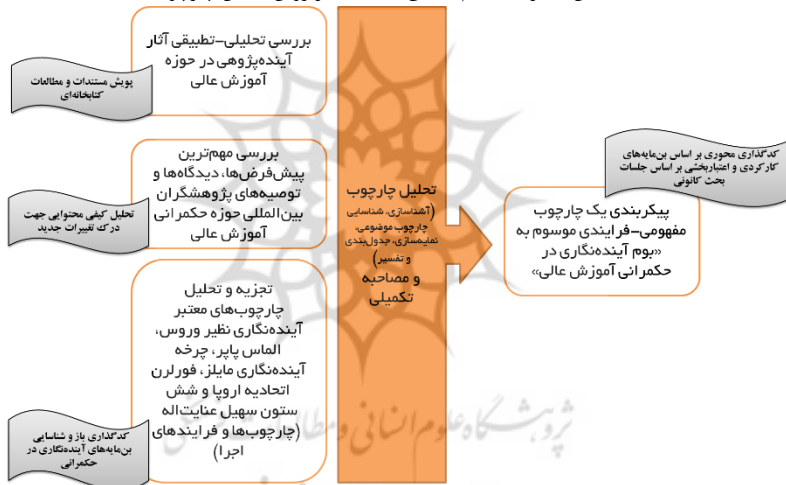 بررسی تحلیلی-تطبیقی آثار
آینده‌پژوهی در حوزه
آموزش عالی
پویش مستندات و مطالعات
کتابخانه‌ای
بررسی مهم‌ترین
پیش‌فرض‌ها، دیدگاه‌ها و
توصیه‌های پژوهشگران
بین‌المللی حوزه حکمرانی
آموزش عالی
تحلیل کیفی محتوایی جهت
درک تغییرات جدید
تجزیه و تحلیل
چارچوب‌های معتبر
آینده‌نگاری نظیر وروس،
الماس پاپر، چرخه
آینده‌نگاری مایلز، فورلرن
اتحادیه اروپا و شش
ستون سهیل عنایت‌اله
(چارچوب‌ها و فرایندهای
اجرا)
کدگذاری باز و شناسایی
بن‌مایه‌های آینده‌نگاری در
حکمرانی
تحلیل چارچوب
(آشناسازی، شناسایی
چارچوب موضوعی،
نمایه‌سازی، جدول‌بندی
و تفسیر)
و مصاحبه
تکمیلی
کدگذاری محوری بر اساس بن‌مایه‌های
کارکردی و اعتباربخشی بر اساس جلسات
بحث کانونی
پیکربندی یک چارچوب
مفهومی-فرایندی موسوم به
«بوم آینده‌نگاری در
حکمرانی آموزش عالی»
پژوهشگاه علوم انسانی و مطالعات فرهنگی